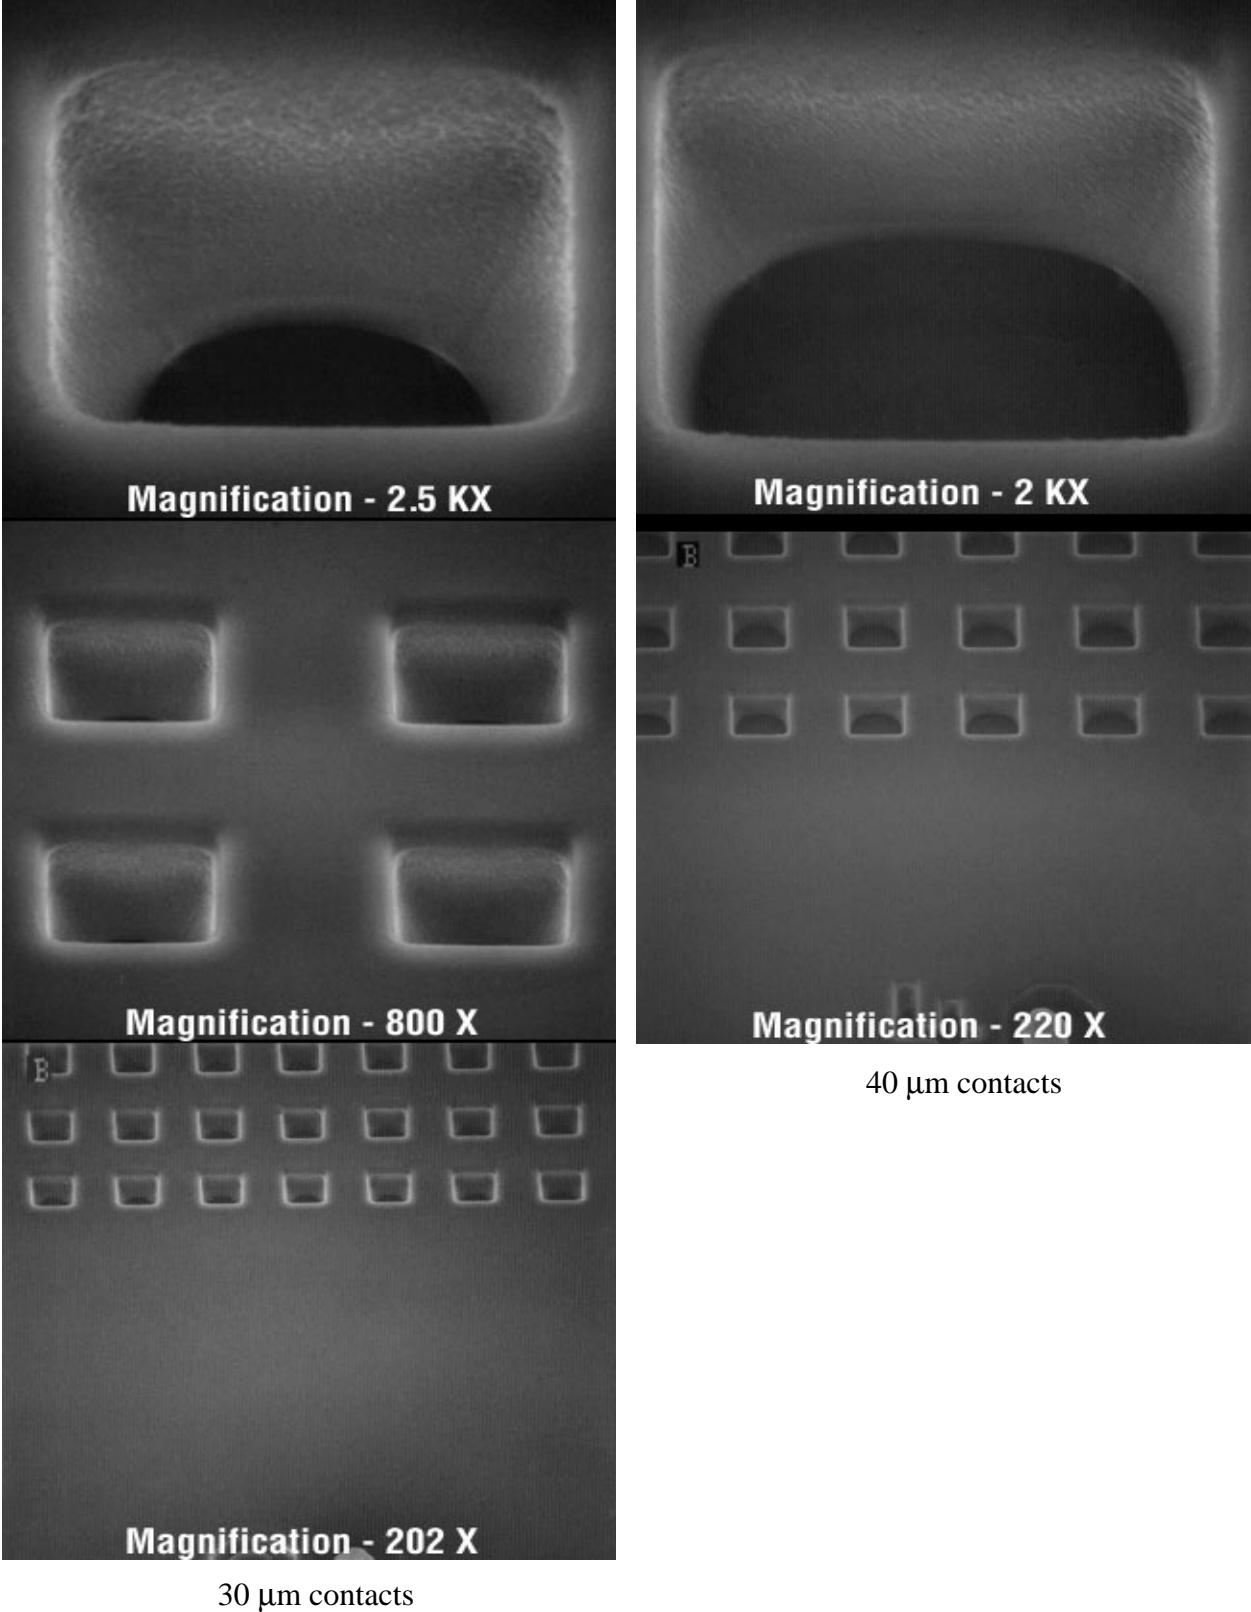 Magnification - 2.5 KX
Magnification - 2 KX
B
Magnification - 800 X
Magnification - 220 X
40 μm contacts
B
Magnification - 202 X
30 μm contacts